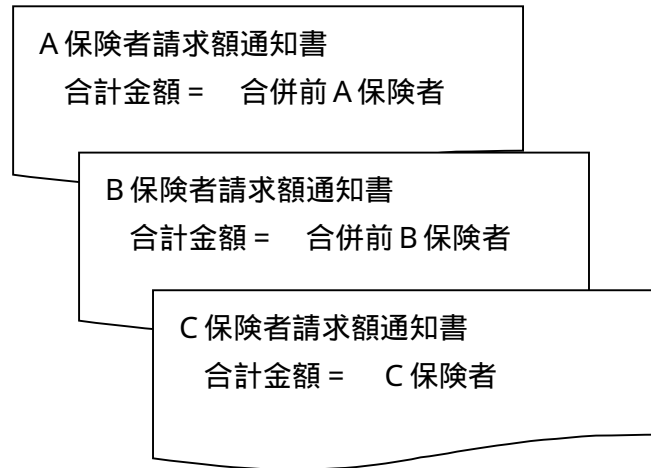 A保険者請求額通知書
合計金額 = 合併前A保険者
B保険者請求額通知書
合計金額 = 合併前B保険者
C保険者請求額通知書
合計金額 = C保険者